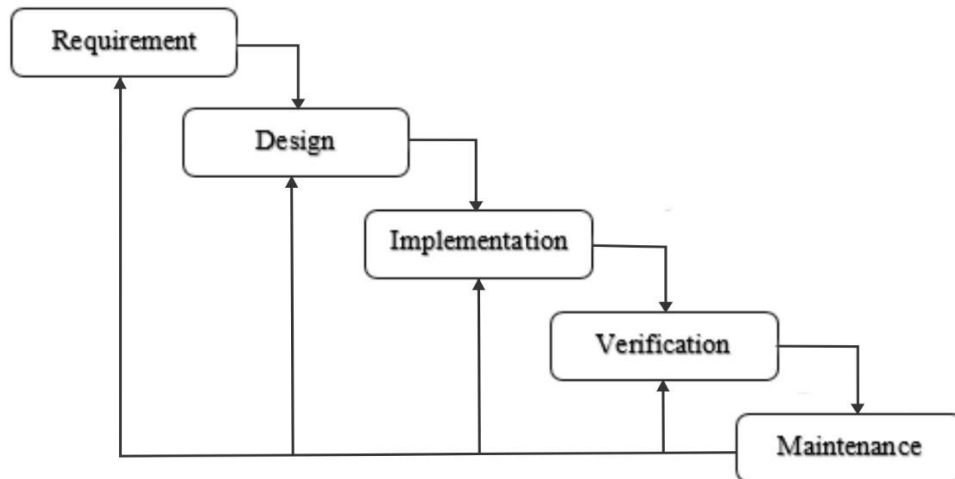 Requirement
Design
Implementation
Verification
Maintenance